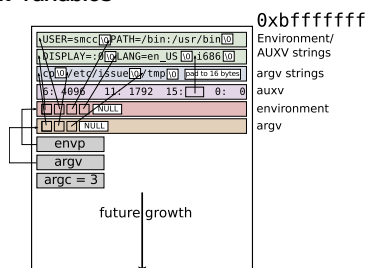 0xbfffffff
USER=smcc\0PATH=/bin:/usr/bin\0
Environment/
DISPLAY=:0\0LANG=en_US\0i686\0
AUXV strings
cp\0/etc/issue\0/tmp\0 pad to 16 bytes
argv strings
6: 4096 11: 1792 15: 0: 0
auxv
NULL
environment
NULL
argv
envp
argv
argc = 3
future growth